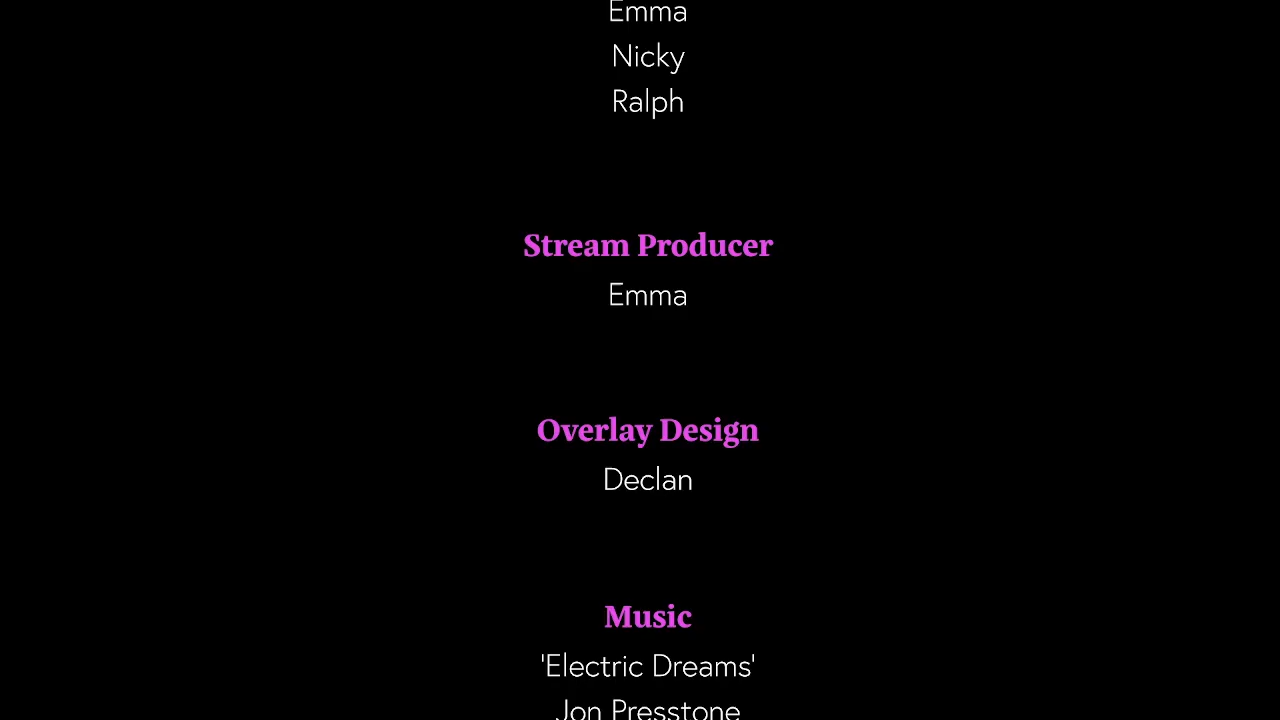 Emma
Nicky
Ralph
Stream Producer
Emma
Overlay Design
Declan
Music
'Electric Dreams'
Jon Presstone